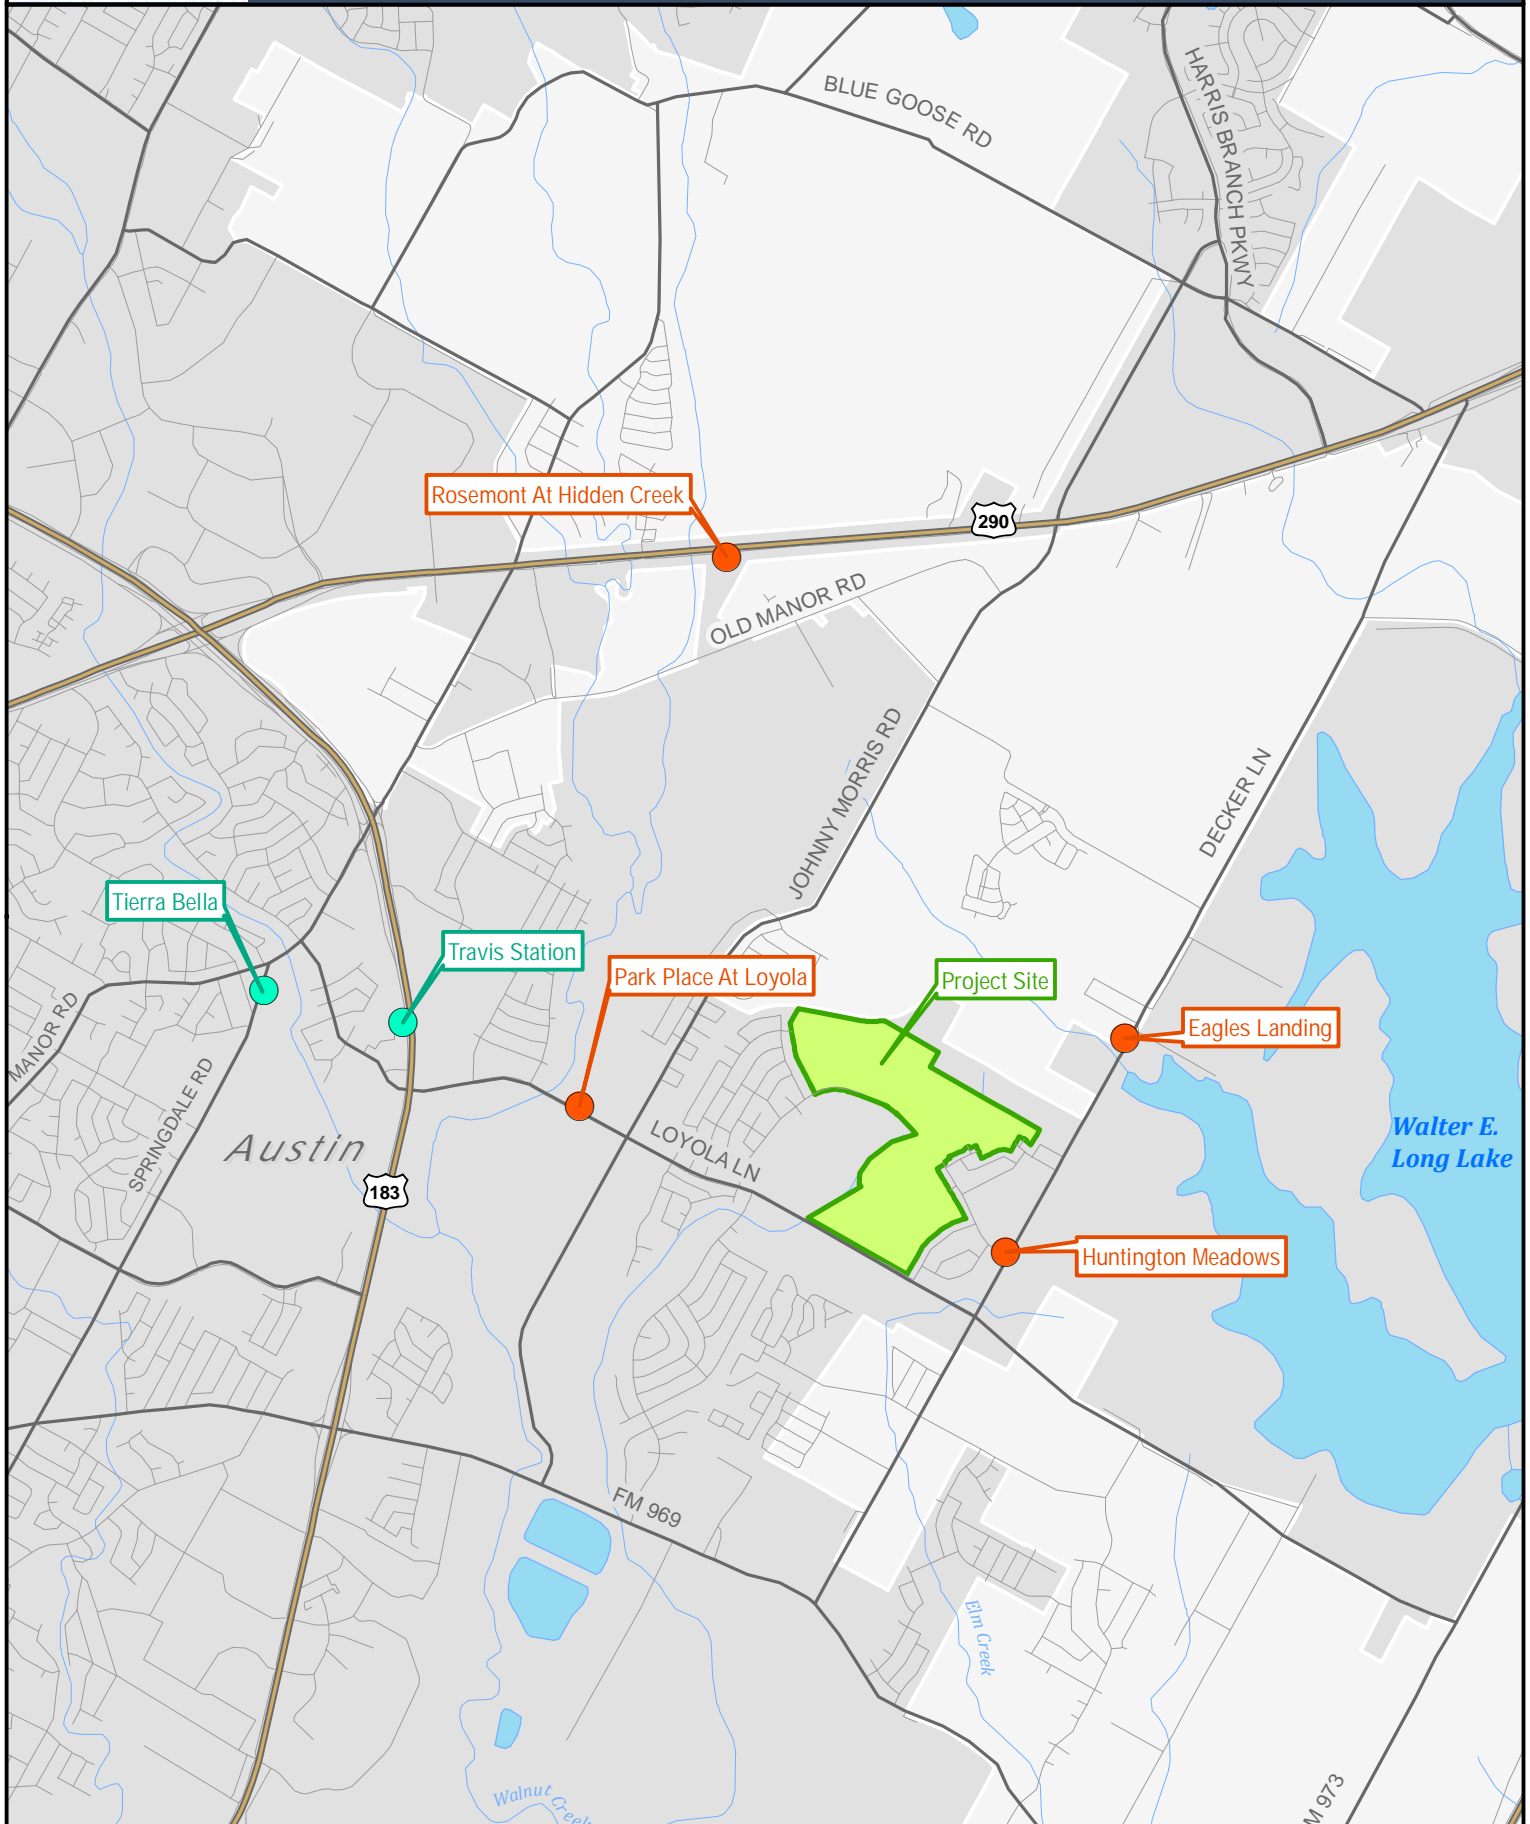 BLUE GOOSE RD
HARRIS BRANCH PKWY
Rosemont At Hidden Creek
290
OLD MANOR RD
JOHNNY MORRIS RD
DECKER LN
Tierra Bella
Travis Station
Park Place At Loyola
Project Site
Eagles Landing
MANOR RD
SPRINGDALE RD
Austin
183
LOYOLA LN
Walter E.
Long Lake
Huntington Meadows
FM 969
Elm Creek
Walnut Creek
M 973